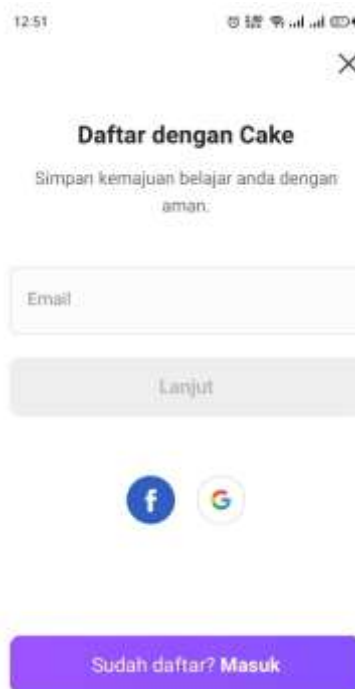 12:51
Daftar dengan Cake
Simpan kemajuan belajar anda dengan
aman.
Email
Lanjut
f G
Sudah daftar? Masuk